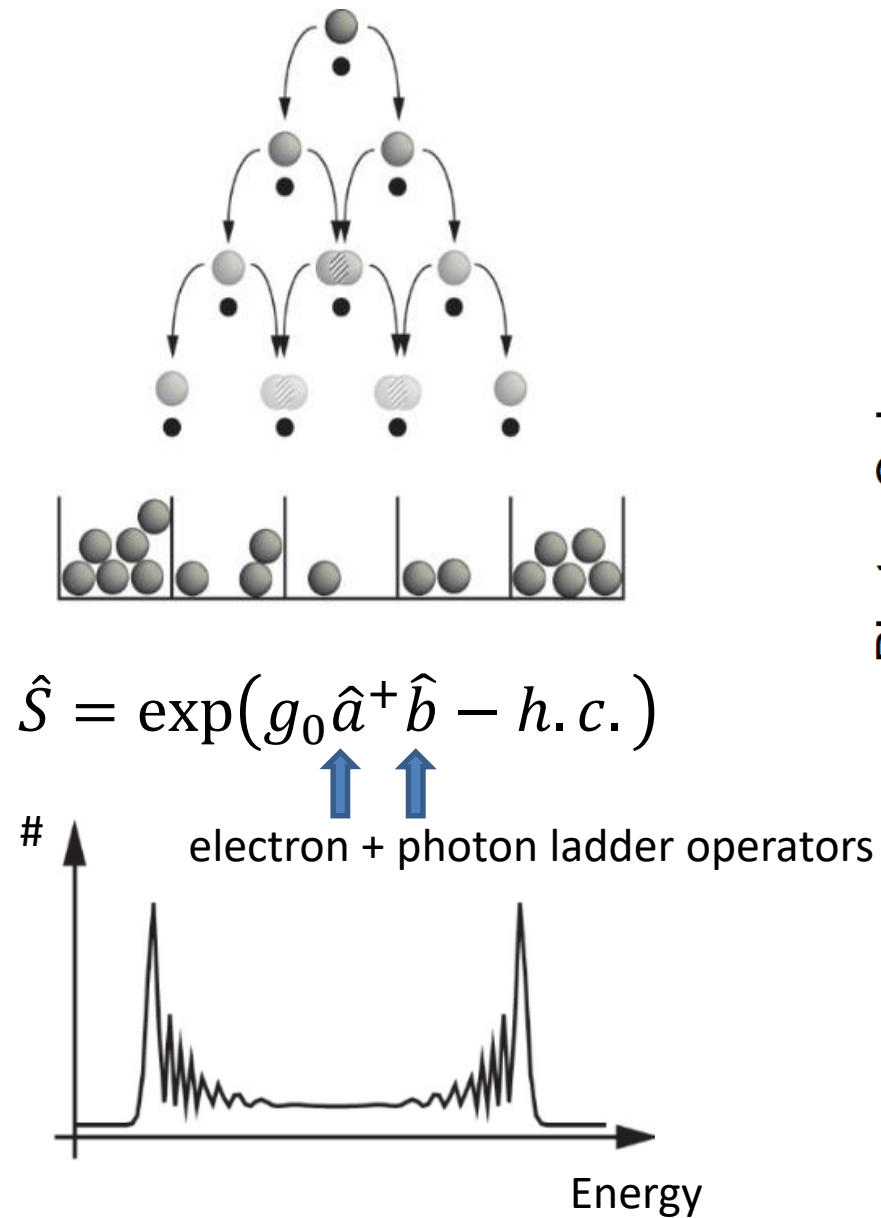 Ŝ = exp(g₀â⁺b̂ − h.c.)
electron + photon ladder operators
#
Energy